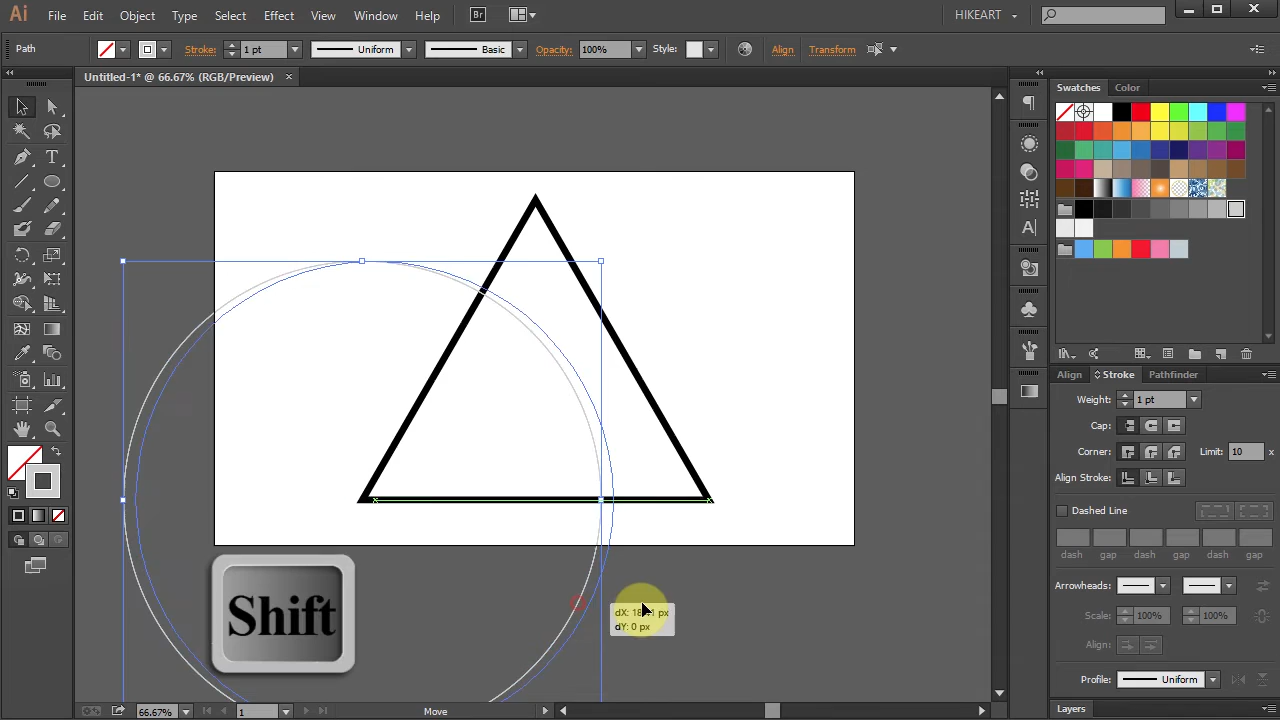 Ai File Edit Object Type Select Effect View Window Help Br HIKEART
Path Stroke: 1 pt Uniform Basic Opacity: 100% Style: Align Transform
Untitled-1* @ 66.67% (RGB/Preview) ×
Swatches Color
Align Stroke Pathfinder
Weight: 1 pt
Cap:
Corner: Limit: 10 x
Align Stroke:
Dashed Line
dash gap dash gap dash gap
Arrowheads:
Scale: 100% 100%
Align:
Profile: Uniform
Layers
Shift
dY: 0 px
66.67% 1 Move